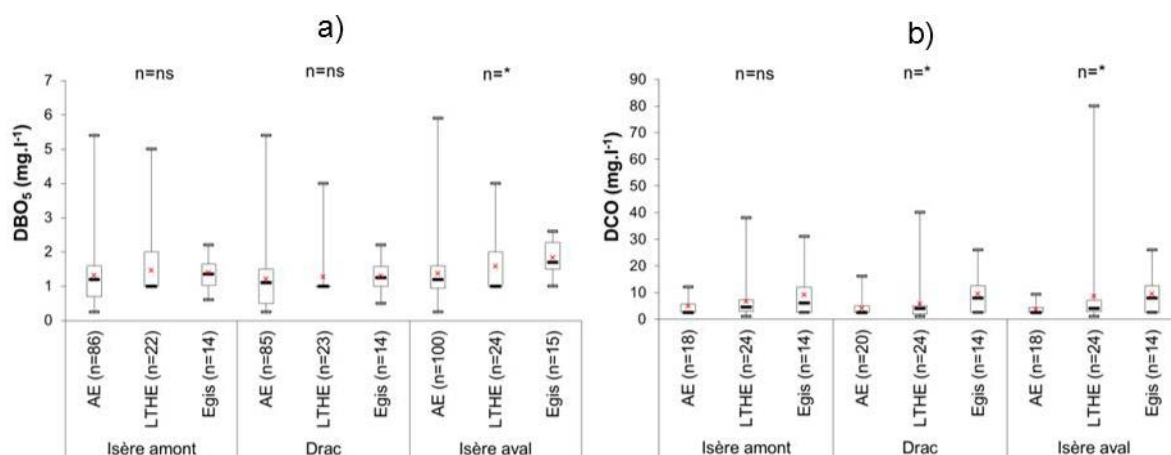 a)
n=ns n=ns n=*
DBO₅ (mg.l⁻¹)
7
6
5
4
3
2
1
0
AE (n=86)
LTHE (n=22)
Egis (n=14)
AE (n=85)
LTHE (n=23)
Egis (n=14)
AE (n=100)
LTHE (n=24)
Egis (n=15)
Isère amont Drac Isère aval
b)
n=ns n=* n=*
DCO (mg.l⁻¹)
90
80
70
60
50
40
30
20
10
0
AE (n=18)
LTHE (n=24)
Egis (n=14)
AE (n=20)
LTHE (n=24)
Egis (n=14)
AE (n=18)
LTHE (n=24)
Egis (n=14)
Isère amont Drac Isère aval